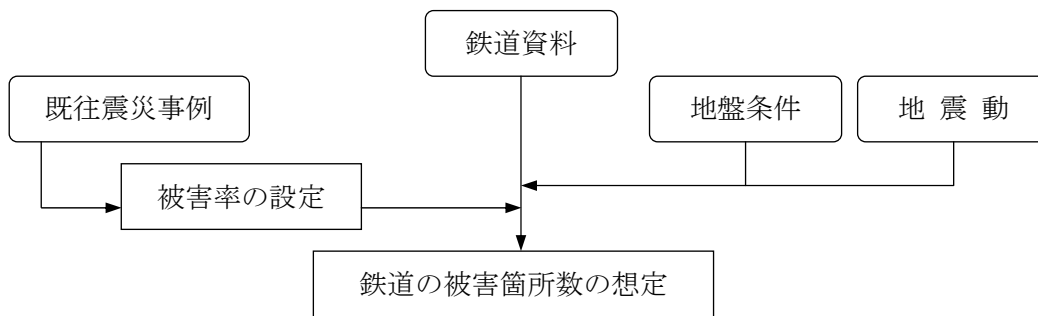 鉄道資料
既往震災事例
地盤条件
地 震 動
被害率の設定
鉄道の被害箇所数の想定